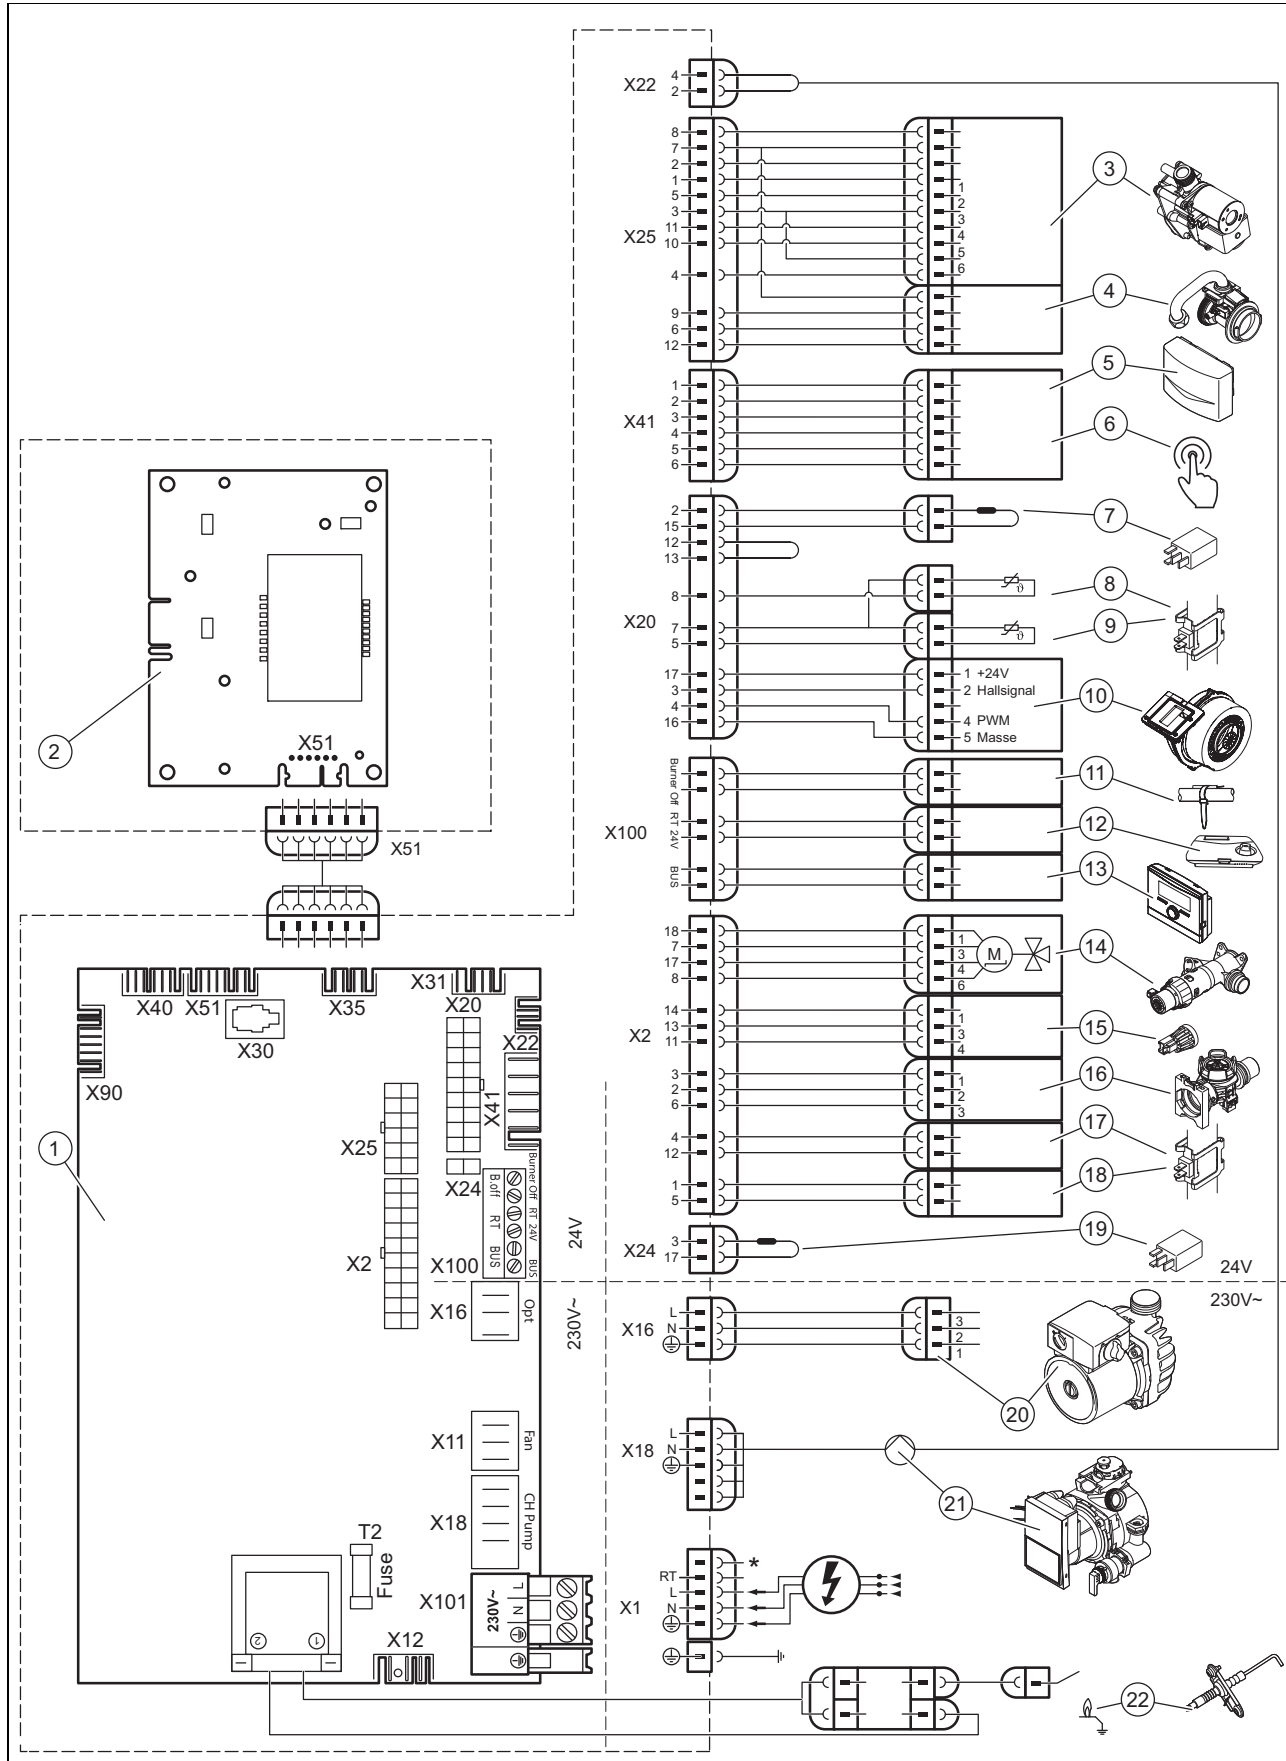 X22
4
2
X25
8
7
2
1
5
3
11
10
4
9
6
12
1
2
3
4
5
6
3
4
X41
1
2
3
4
5
6
5
6
X20
2
15
12
13
8
7
5
17
3
4
16
ϑ
ϑ
1 +24V
2 Hallsignal
4 PWM
5 Masse
7
8
9
10
X100
Burner Off
RT 24V
BUS
11
12
13
X2
18
7
17
8
14
13
11
3
2
6
4
12
1
5
1
3
4
6
M
1
3
4
1
2
3
14
15
16
17
18
X24
3
17
19
24V
230V~
X16
L
N
3
2
1
20
X18
L
N
21
X1
*
RT
L
N
22
2
X51
X51
1
X40
X51
X35
X31
X30
X90
X20
X22
X41
X25
X24
X2
X100
B.off
RT
BUS
Burner Off
RT 24V
BUS
24V
230V~
X16
Opt
X11
Fan
X18
CH Pump
T2
Fuse
X101
230V~
L
N
X12
2
1